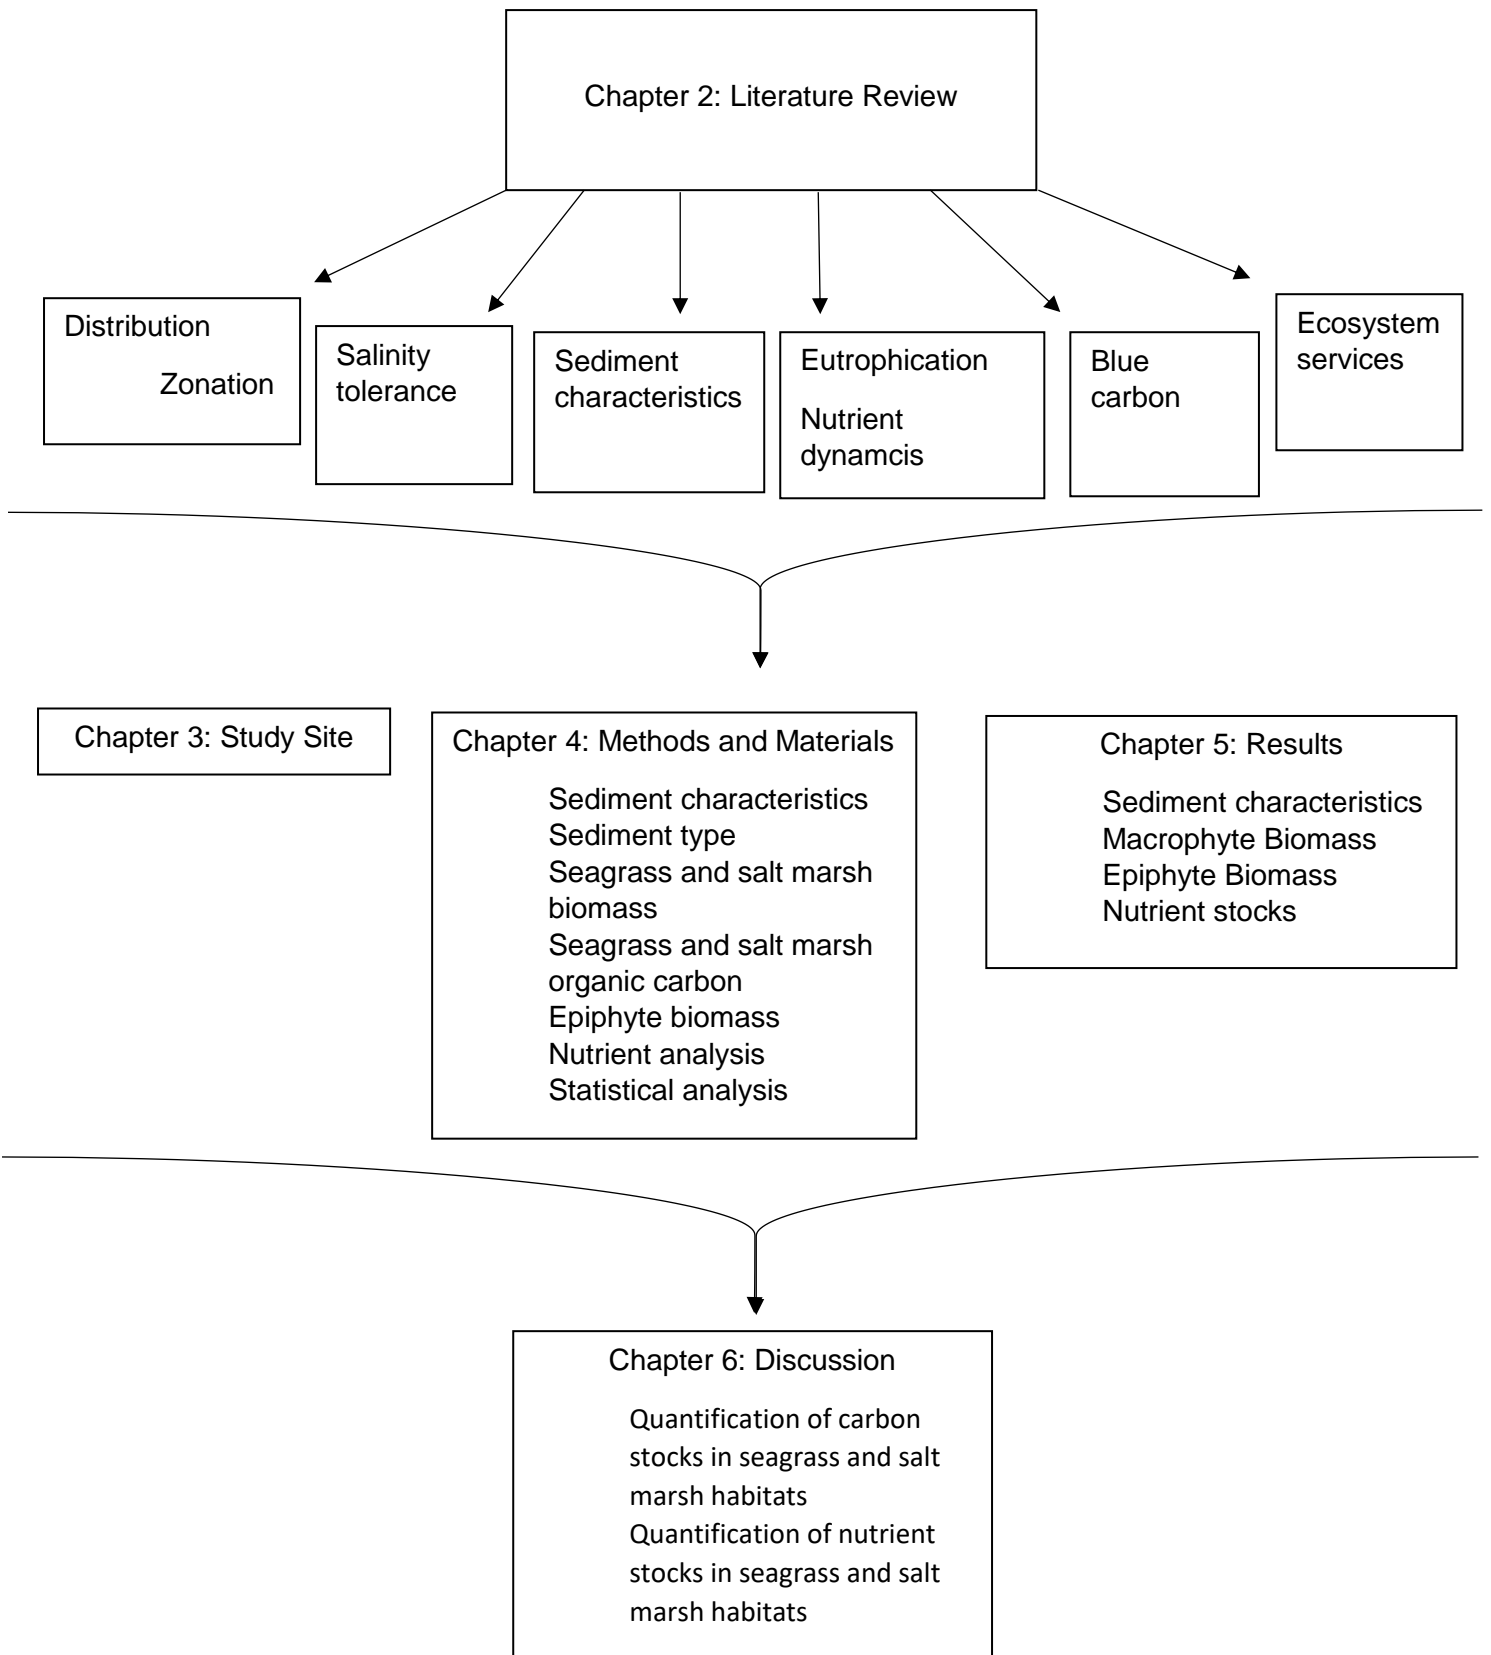 Chapter 2: Literature Review
Distribution
Zonation
Salinity
tolerance
Sediment
characteristics
Eutrophication
Nutrient
dynamcis
Blue
carbon
Ecosystem
services
Chapter 3: Study Site
Chapter 4: Methods and Materials
Sediment characteristics
Sediment type
Seagrass and salt marsh
biomass
Seagrass and salt marsh
organic carbon
Epiphyte biomass
Nutrient analysis
Statistical analysis
Chapter 5: Results
Sediment characteristics
Macrophyte Biomass
Epiphyte Biomass
Nutrient stocks
Chapter 6: Discussion
Quantification of carbon
stocks in seagrass and salt
marsh habitats
Quantification of nutrient
stocks in seagrass and salt
marsh habitats